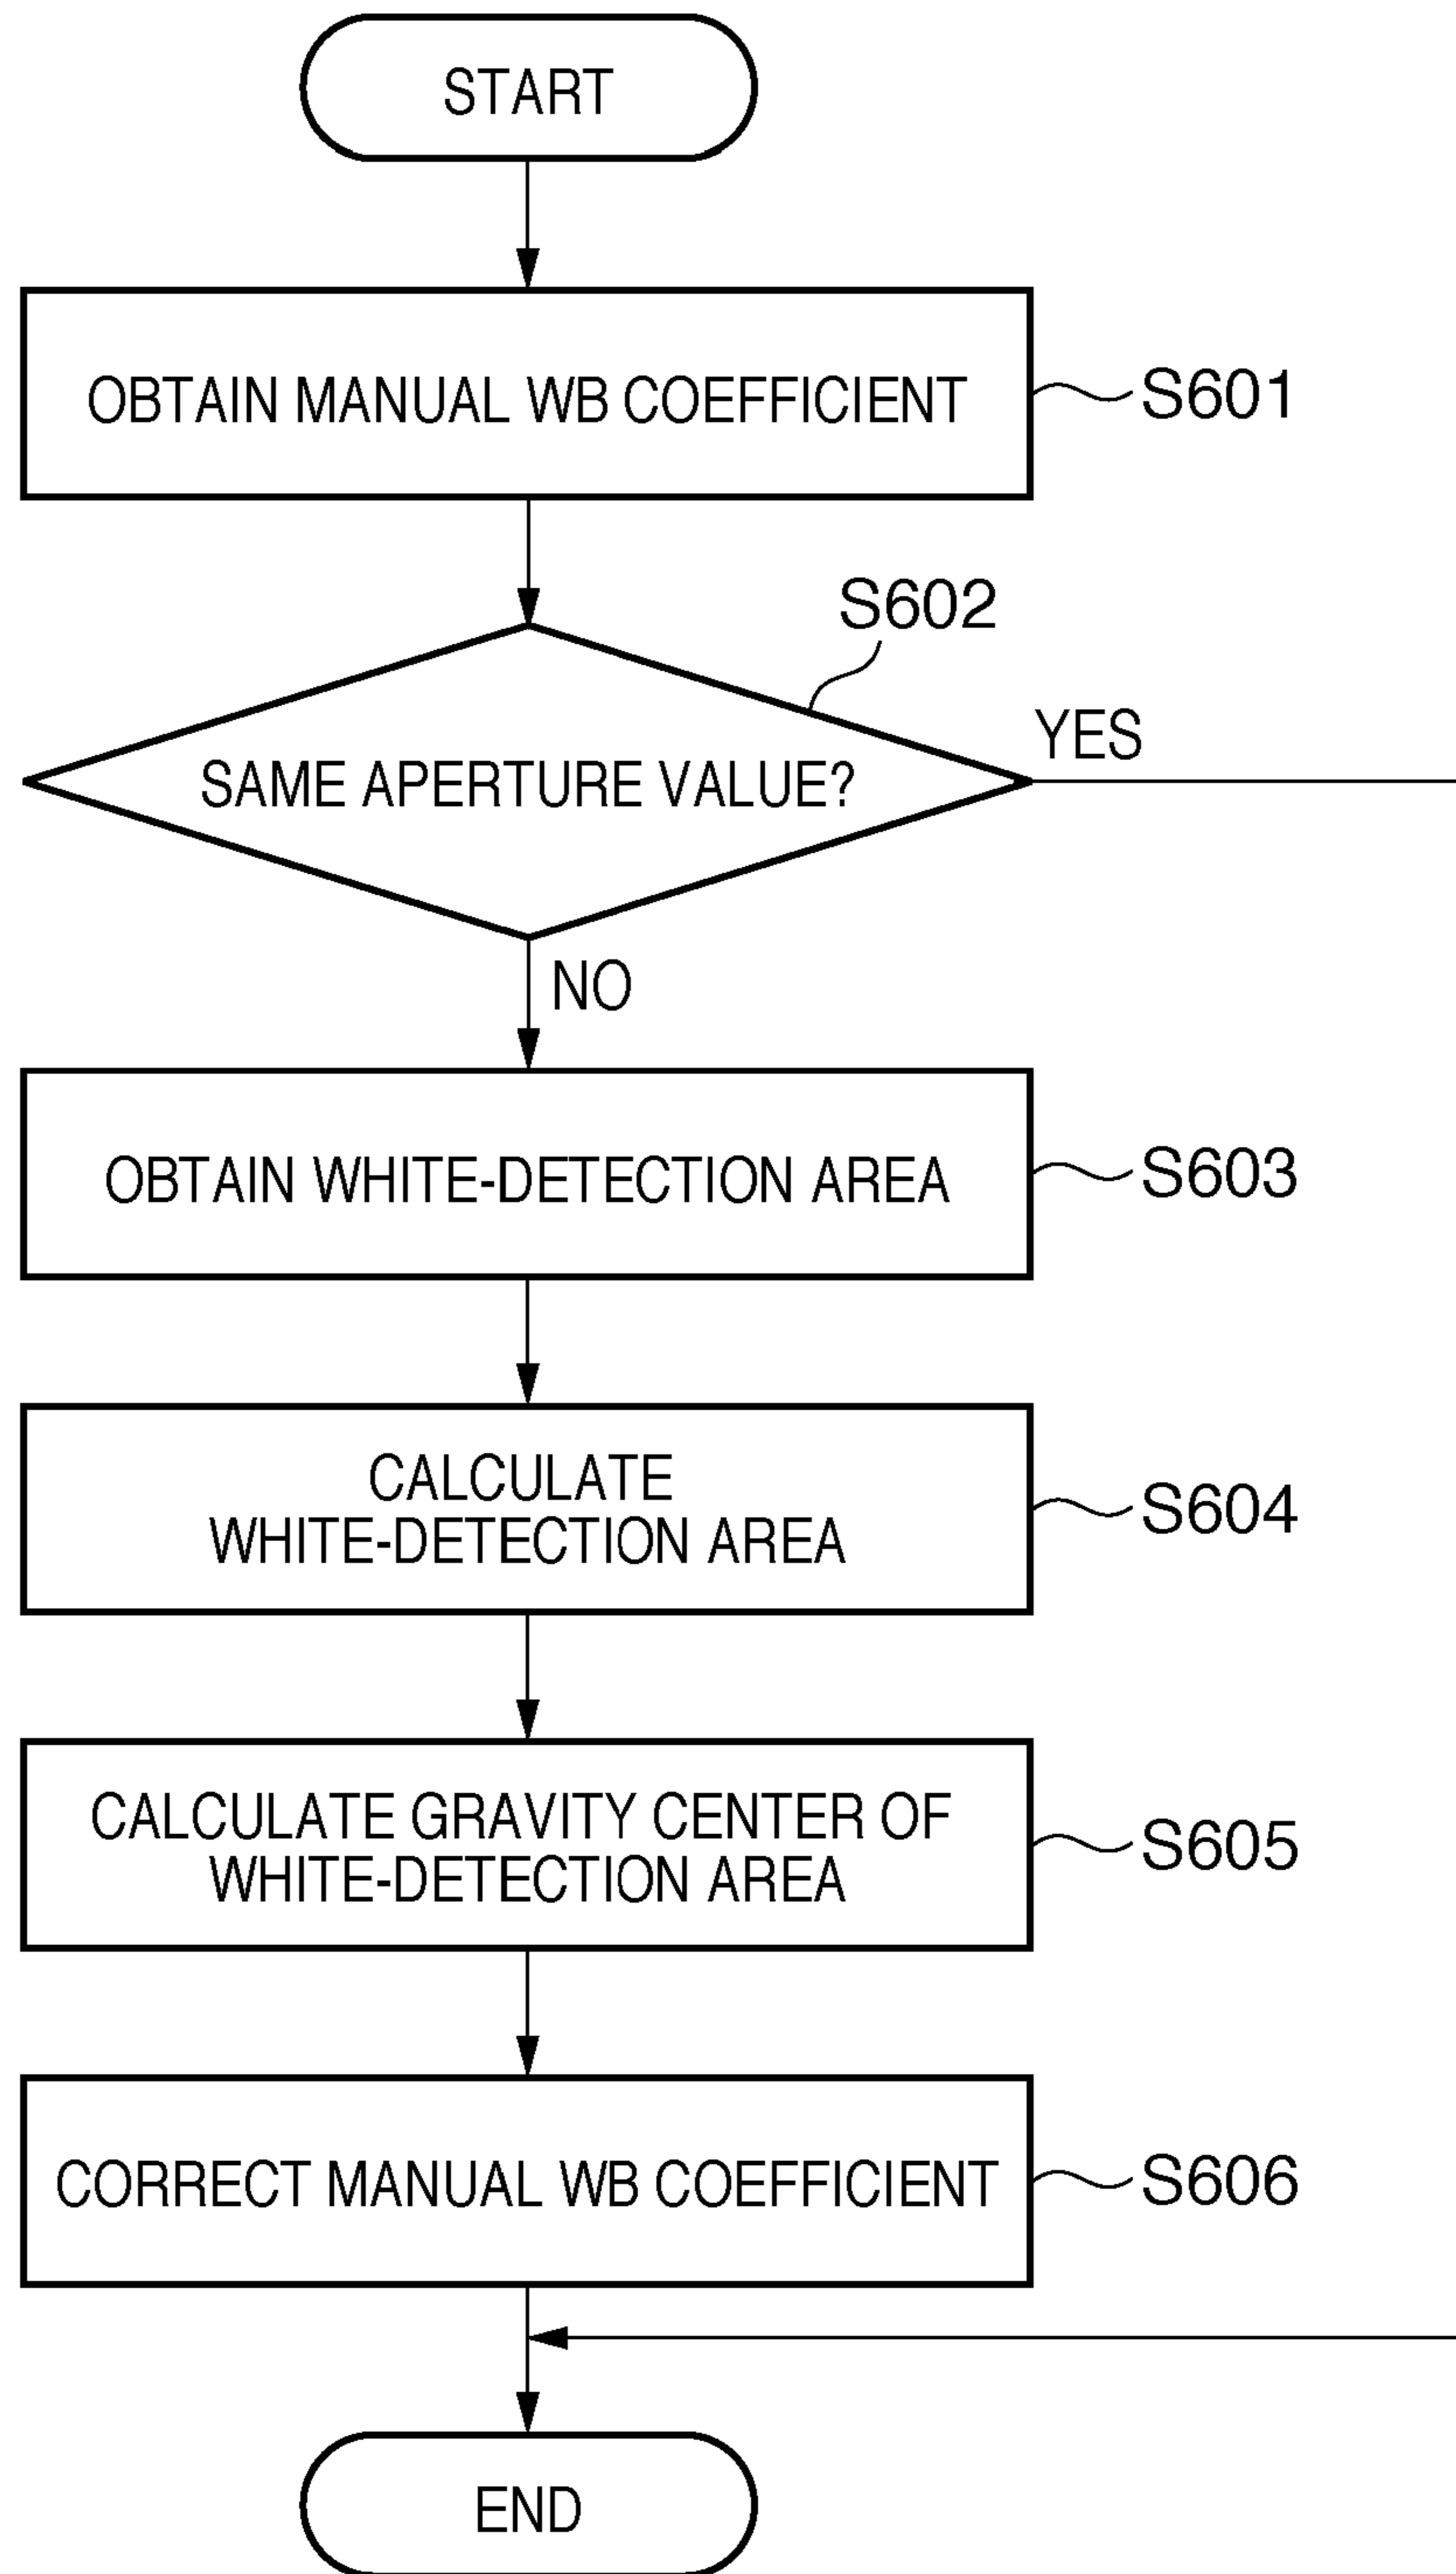 START
OBTAIN MANUAL WB COEFFICIENT
S601
S602
SAME APERTURE VALUE?
YES
NO
OBTAIN WHITE-DETECTION AREA
S603
CALCULATE
WHITE-DETECTION AREA
S604
CALCULATE GRAVITY CENTER OF
WHITE-DETECTION AREA
S605
CORRECT MANUAL WB COEFFICIENT
S606
END